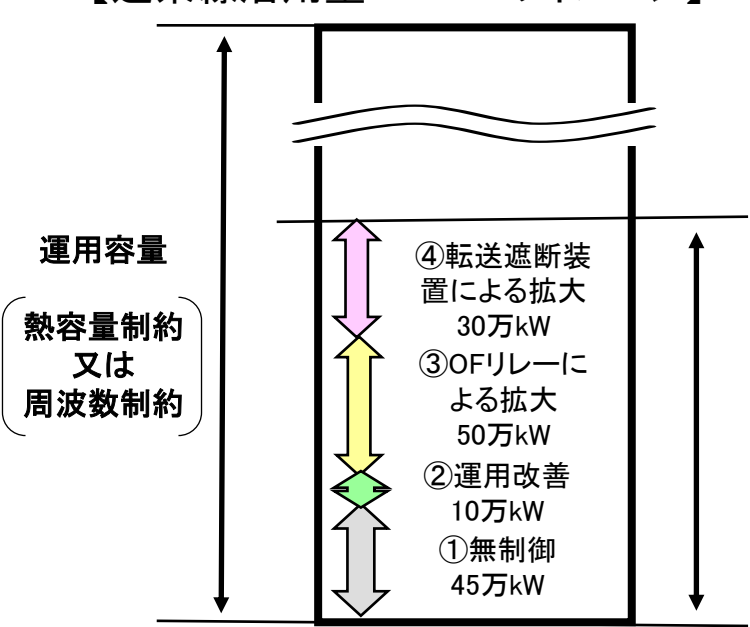 運用容量
熱容量制約
又は
周波数制約
④転送遮断装
置による拡大
30万kW
③OFリレーに
よる拡大
50万kW
②運用改善
10万kW
①無制御
45万kW